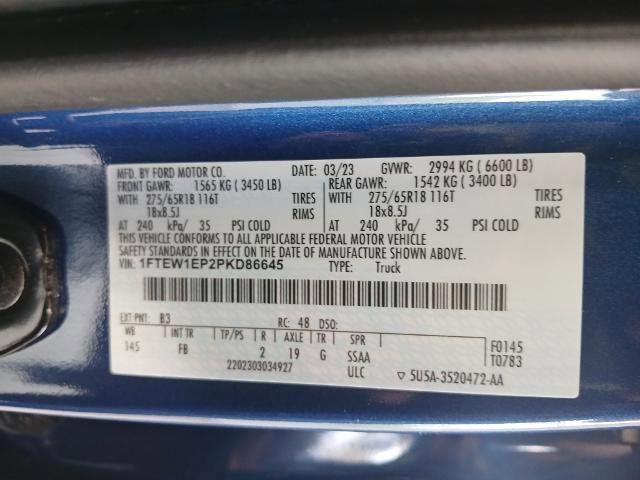 MFD. BY FORD MOTOR CO. DATE: 03/23 GVWR: 2994 KG ( 6600 LB)
FRONT GAWR: 1565 KG ( 3450 LB) REAR GAWR: 1542 KG ( 3400 LB)
WITH 275/65R18 116T TIRES WITH 275/65R18 116T TIRES
18x8.5J RIMS 18x8.5J RIMS
AT 240 kPa/ 35 PSI COLD AT 240 kPa/ 35 PSI COLD
THIS VEHICLE CONFORMS TO ALL APPLICABLE FEDERAL MOTOR VEHICLE
SAFETY STANDARDS IN EFFECT ON THE DATE OF MANUFACTURE SHOWN ABOVE.
VIN: 1FTEW1EP2PKD86645 TYPE: Truck
EXT PNT: B3 RC: 48 DSO:
WB INT TR TP/PS R AXLE TR SPR F0145
145 FB 2 19 G SSAA T0783
2202303034927 ULC ▽ 5U5A-3520472-AA